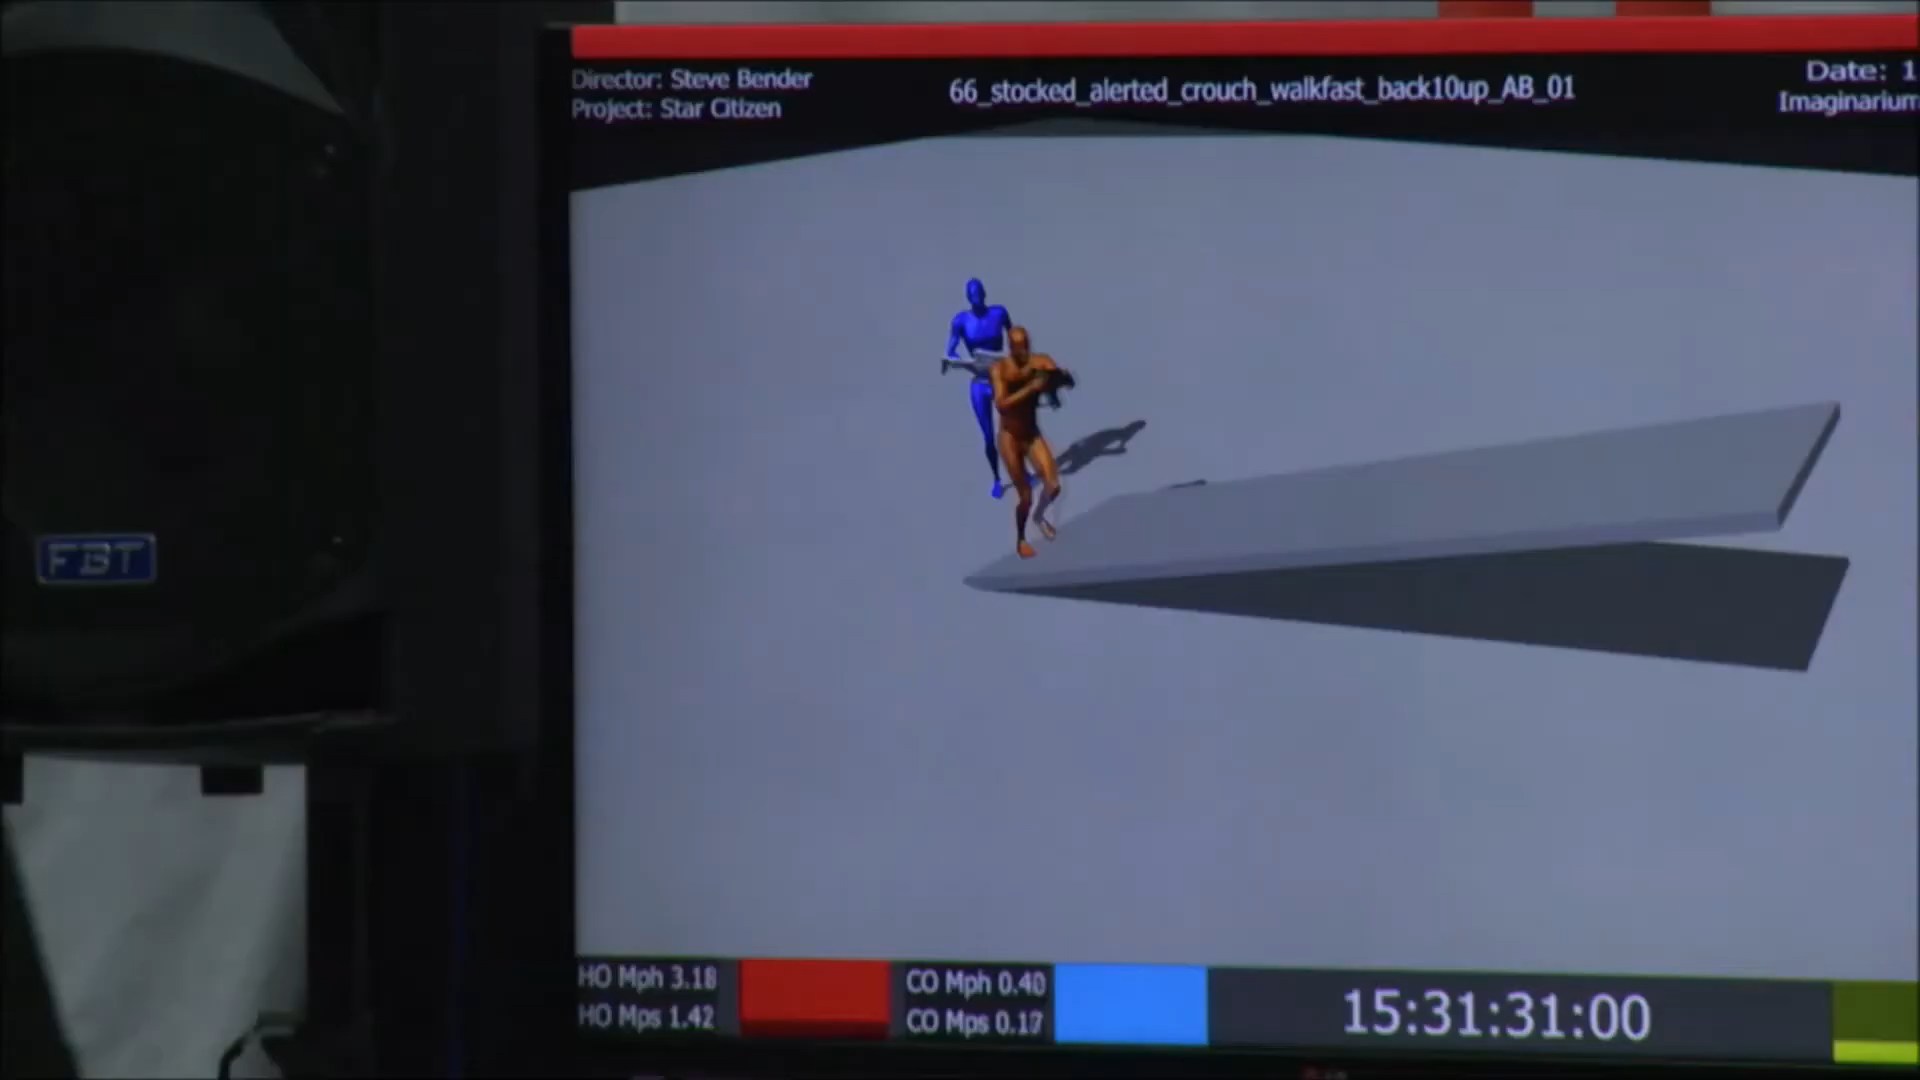 Director: Steve Bender
Project: Star Citizen
66_stocked_alerted_crouch_walkfast_back10up_AB_01
Date: 1
Imaginarium
FBT
HO Mph 3.18
HO Mps 1.42
CO Mph 0.40
CO Mps 0.17
15:31:31:00